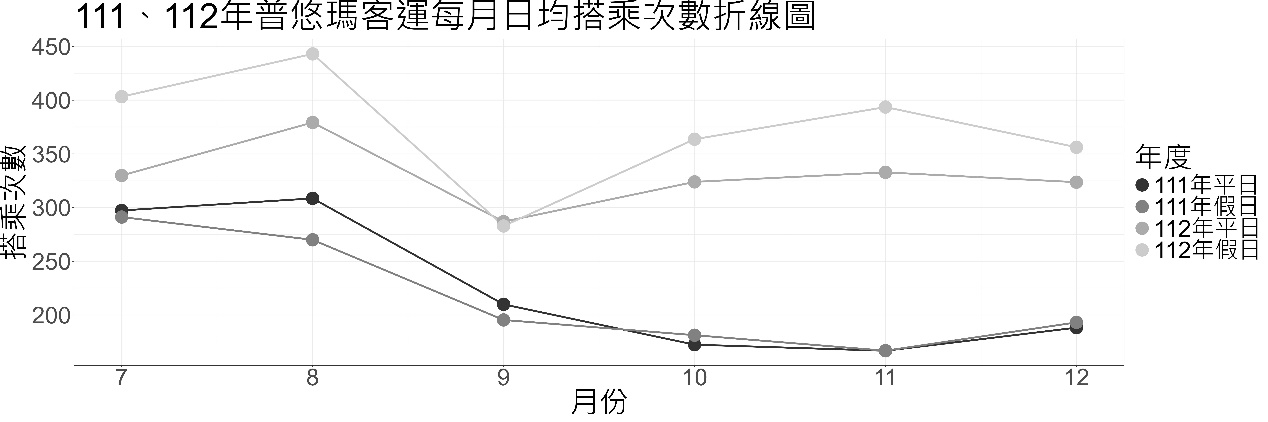 111、112年普悠瑪客運每月日均搭乘次數折線圖
450
400
350
300
250
200
搭乘次數
7 8 9 10 11 12
月份
年度
111年平日
111年假日
112年平日
112年假日